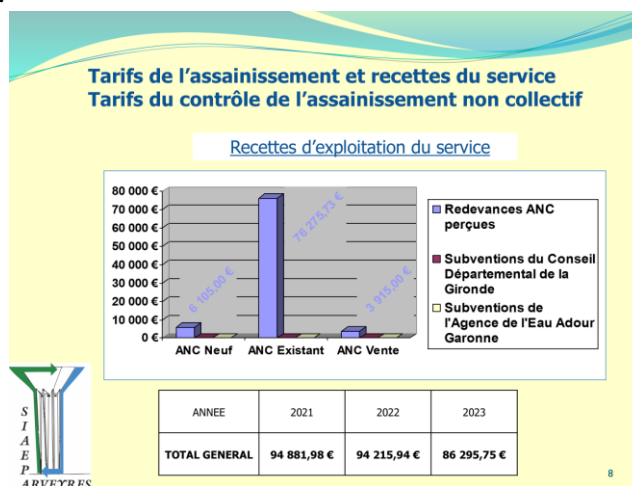 Tarifs de l'assainissement et recettes du service
Tarifs du contrôle de l'assainissement non collectif
Recettes d'exploitation du service
80 000 €
70 000 €
60 000 €
50 000 €
40 000 €
30 000 €
20 000 €
10 000 €
0 €
6 105,00 €
76 275,73 €
3 915,00 €
ANC Neuf ANC Existant ANC Vente
Redevances ANC
perçues
Subventions du Conseil
Départemental de la
Gironde
Subventions de
l'Agence de l'Eau Adour
Garonne
ANNEE 2021 2022 2023
TOTAL GENERAL 94 881,98 € 94 215,94 € 86 295,75 €
SIAEP
ARVEYRES
8